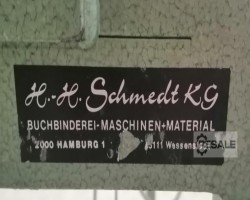 H.-H. Schmedt KG
BUCHBINDEREI-MASCHINEN+MATERIAL
2000 HAMBURG 1
SALE